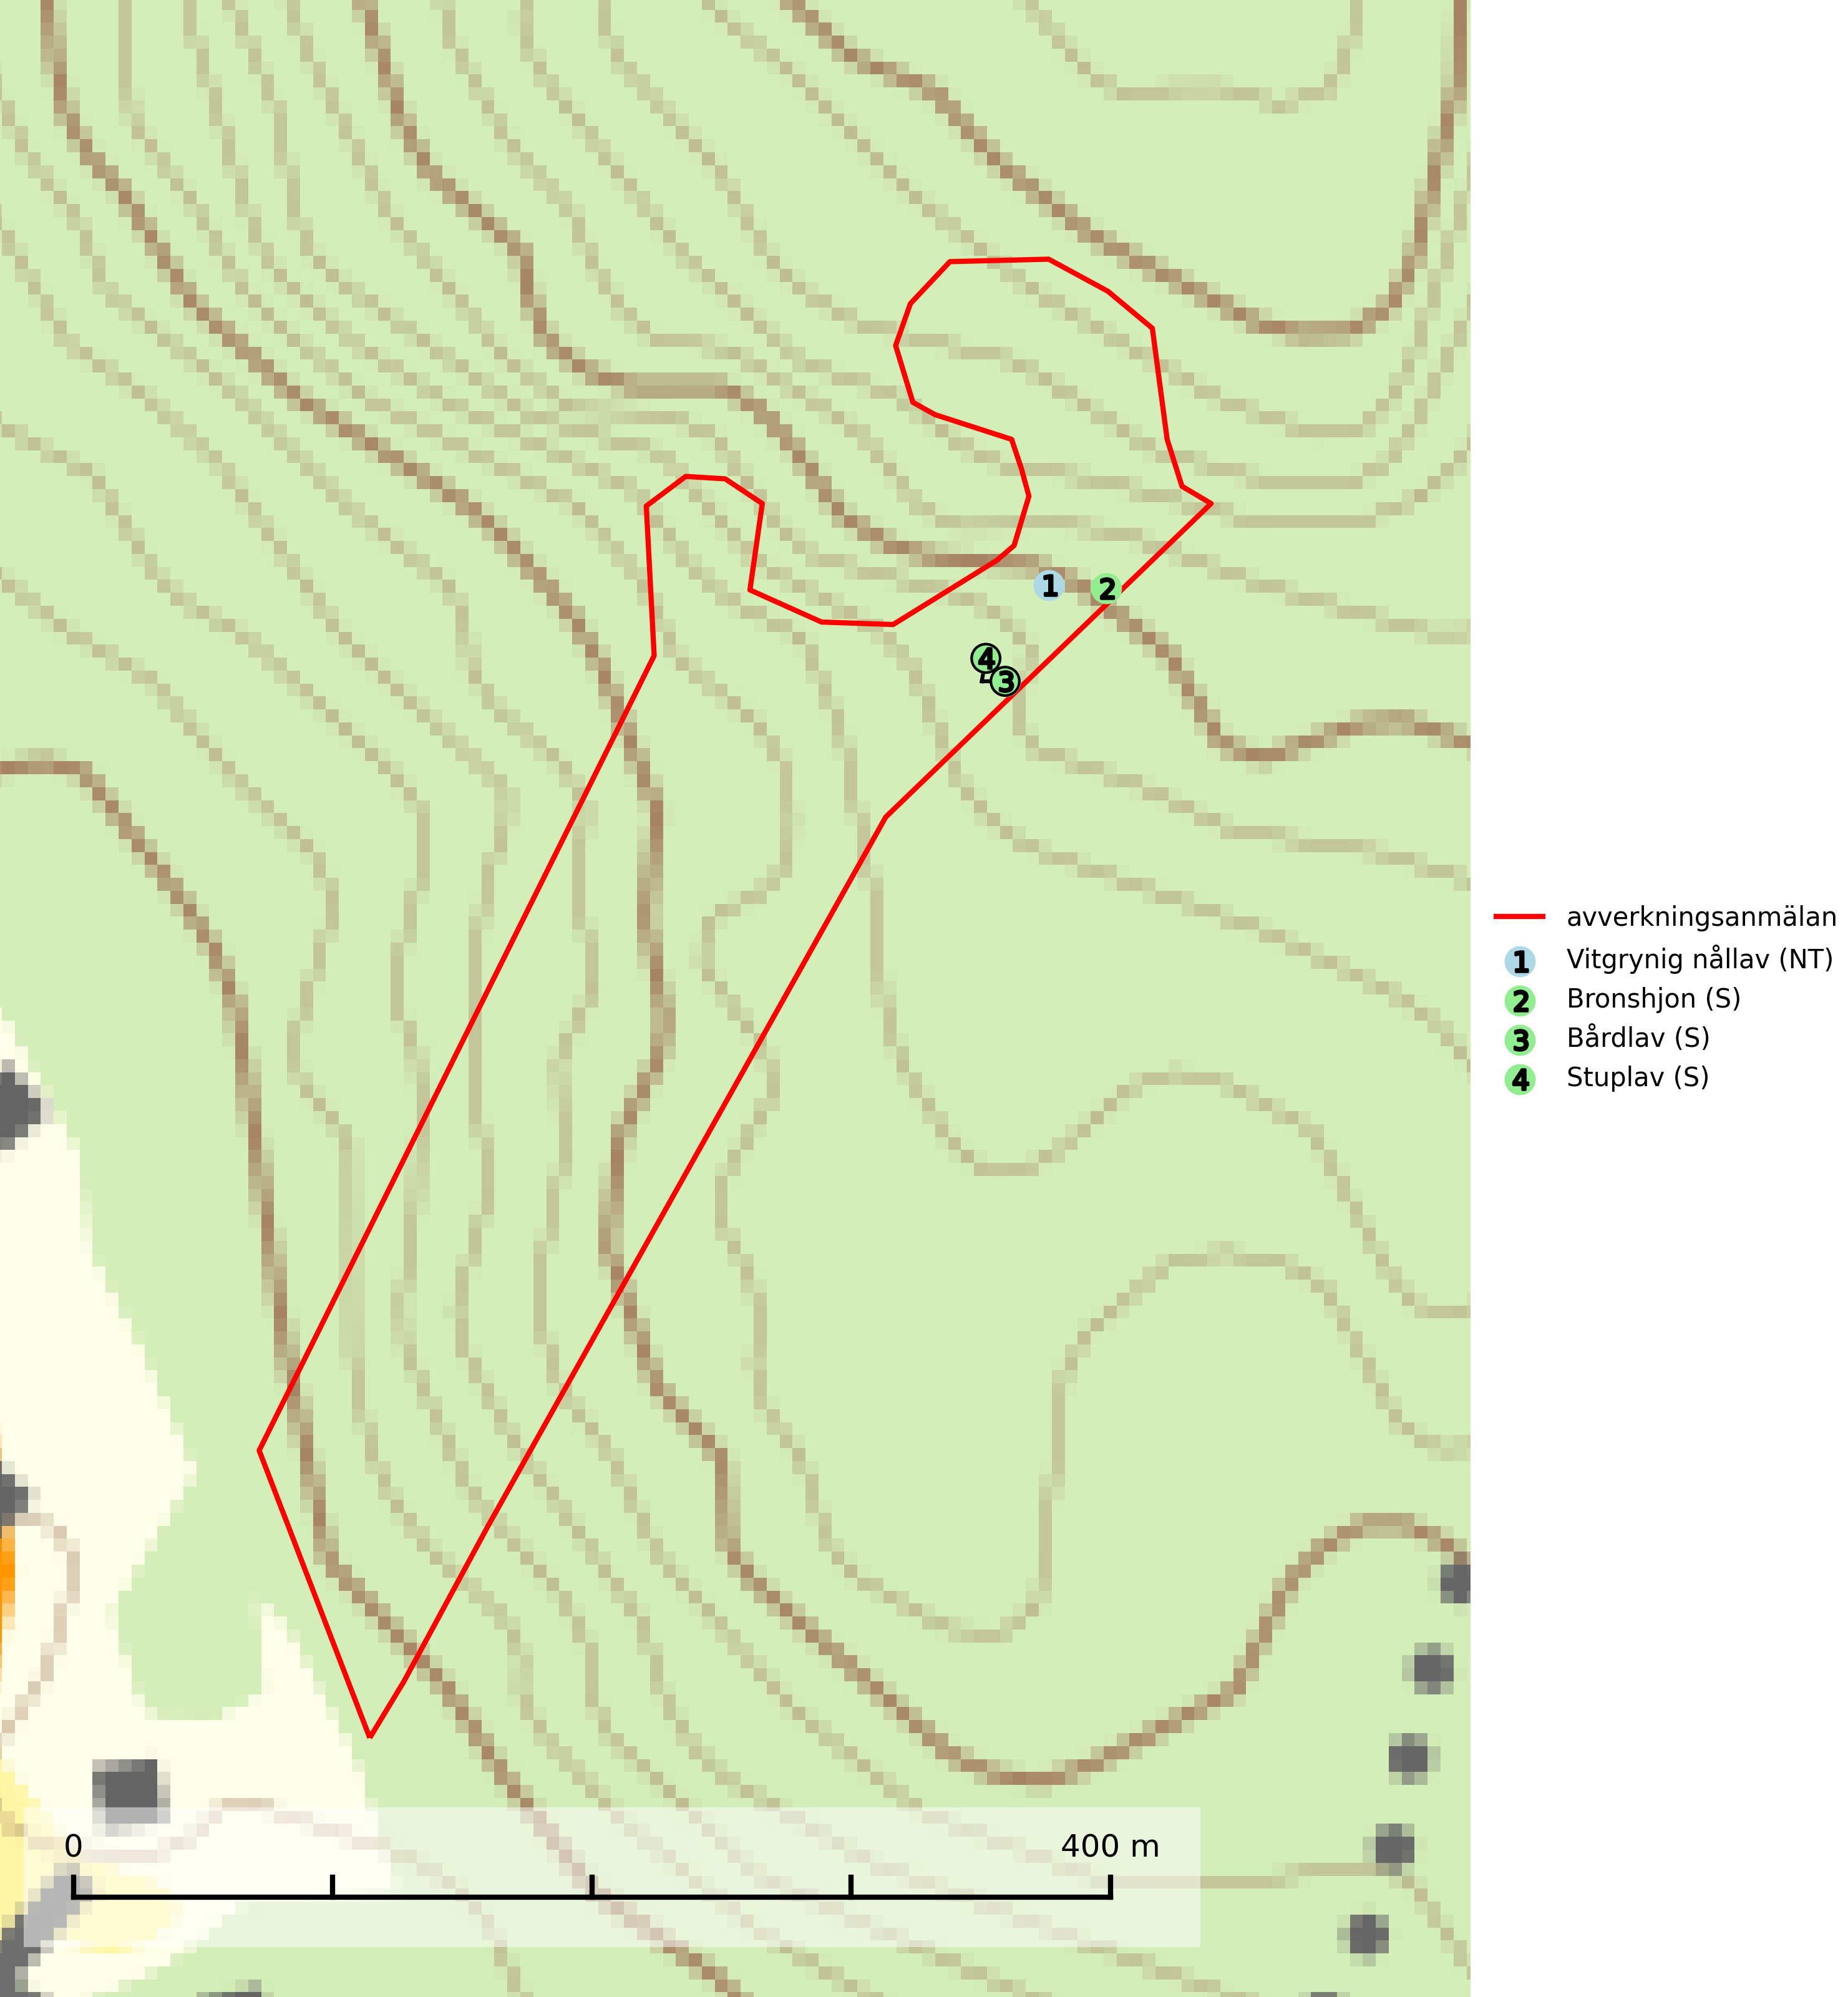 1
2
4
3
avverkningsanmälan
1 Vitgrynig nållav (NT)
2 Bronshjon (S)
3 Bårdlav (S)
4 Stuplav (S)
0 400 m